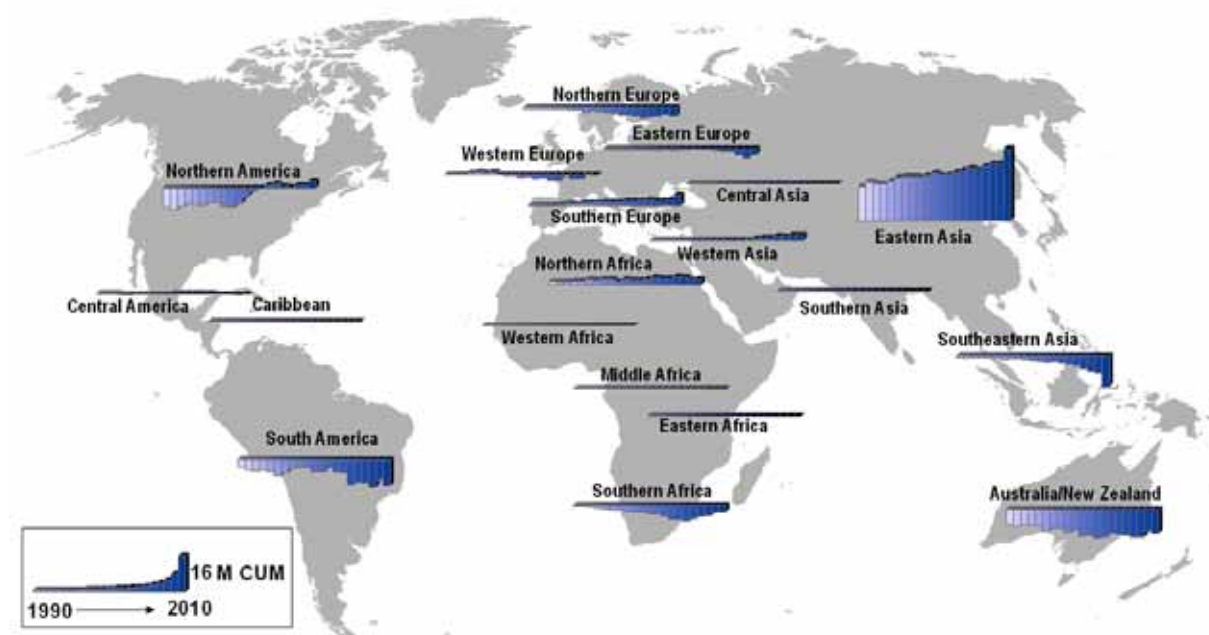 Northern Europe
Eastern Europe
Western Europe
Northern America
Central Asia
Southern Europe
Eastern Asia
Western Asia
Northern Africa
Central America
Caribbean
Southern Asia
Western Africa
Southeastern Asia
Middle Africa
Eastern Africa
South America
Southern Africa
Australia/New Zealand
16 M CUM
1990
2010